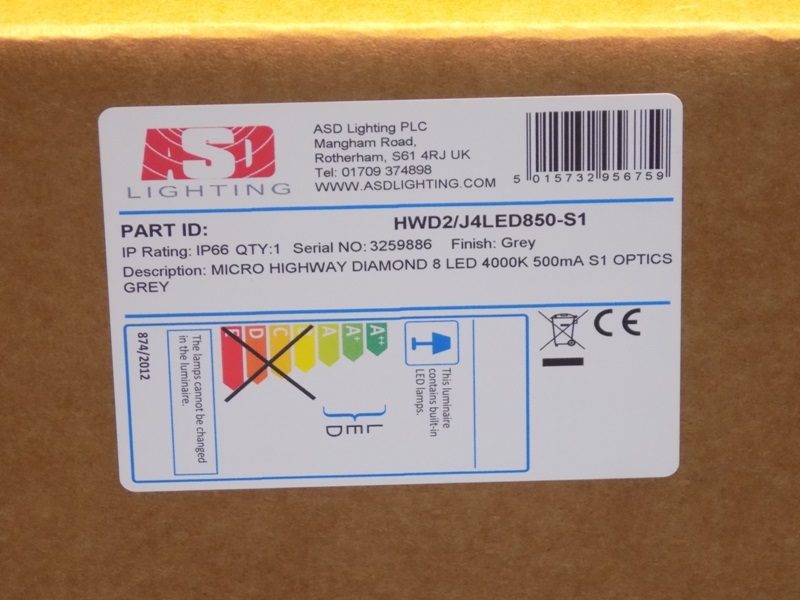 ASD
LIGHTING
ASD Lighting PLC
Mangham Road,
Rotherham, S61 4RJ UK
Tel: 01709 374898
WWW.ASDLIGHTING.COM
5 015732 956759
PART ID: HWD2/J4LED850-S1
IP Rating: IP66 QTY:1 Serial NO: 3259886 Finish: Grey
Description: MICRO HIGHWAY DIAMOND 8 LED 4000K 500mA S1 OPTICS
GREY
CE
This luminaire
contains built-in
LED lamps.
A++
A+
A
C
D
LED
The lamps cannot be changed
in the luminaire.
874/2012